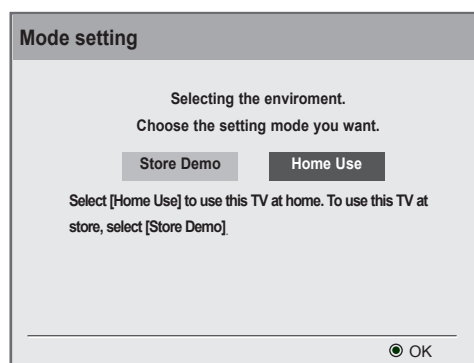 Mode setting
Selecting the enviroment.
Choose the setting mode you want.
Store Demo
Home Use
Select [Home Use] to use this TV at home. To use this TV at
store, select [Store Demo].
OK